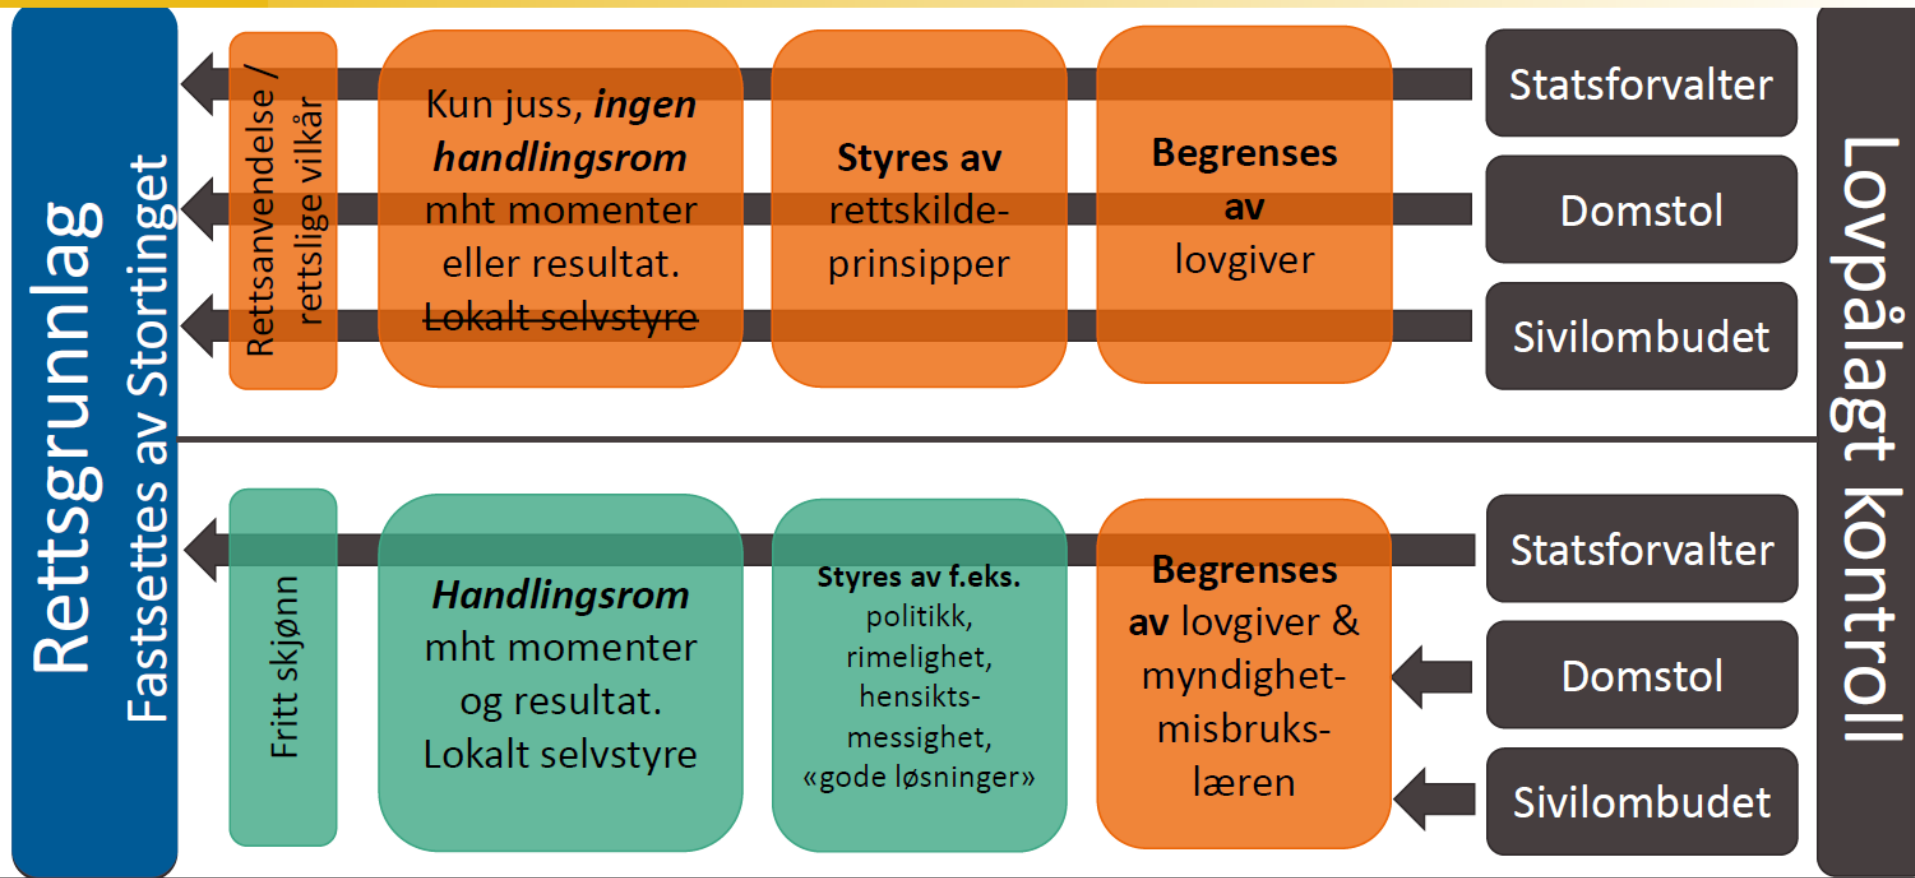 Rettsgrunnlag
Fastsettes av Stortinget
Rettsanvendelse /
rettslige vilkår
Kun juss, ingen
handlingsrom
mht momenter
eller resultat.
Lokalt selvstyre
Styres av
rettskilde-
prinsipper
Begrenses
av
lovgiver
Statsforvalter
Domstol
Sivilombudet
Fritt skjønn
Handlingsrom
mht momenter
og resultat.
Lokalt selvstyre
Styres av f.eks.
politikk,
rimelighet,
hensikts-
messighet,
«gode løsninger»
Begrenses
av lovgiver &
myndighet-
misbruks-
læren
Statsforvalter
Domstol
Sivilombudet
Lovpålagt kontroll